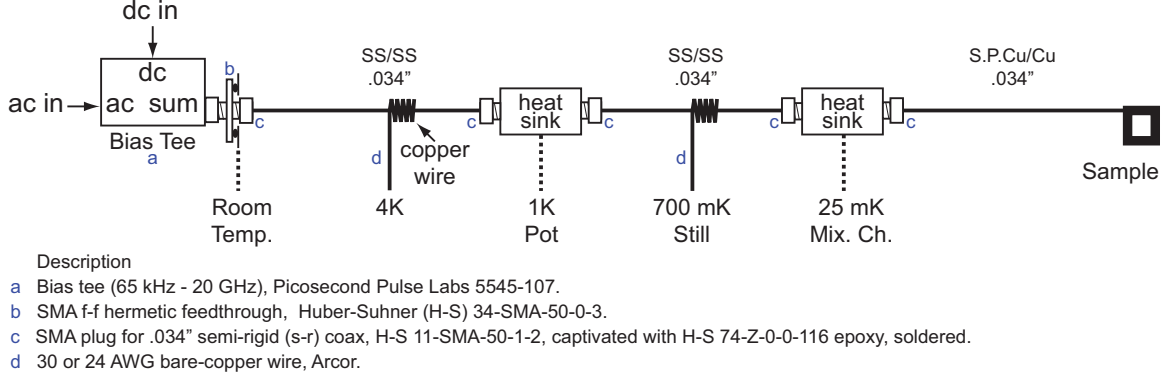 dc in
SS/SS
.034”
SS/SS
.034”
S.P.Cu/Cu
.034”
dc
b
ac in
ac sum
heat
sink
heat
sink
c
c
c
c
c
Bias Tee
a
d
copper
wire
d
Sample
Room
Temp.
4K
1K
Pot
700 mK
Still
25 mK
Mix. Ch.
Description
a Bias tee (65 kHz - 20 GHz), Picosecond Pulse Labs 5545-107.
b SMA f-f hermetic feedthrough, Huber-Suhner (H-S) 34-SMA-50-0-3.
c SMA plug for .034” semi-rigid (s-r) coax, H-S 11-SMA-50-1-2, captivated with H-S 74-Z-0-0-116 epoxy, soldered.
d 30 or 24 AWG bare-copper wire, Arcor.